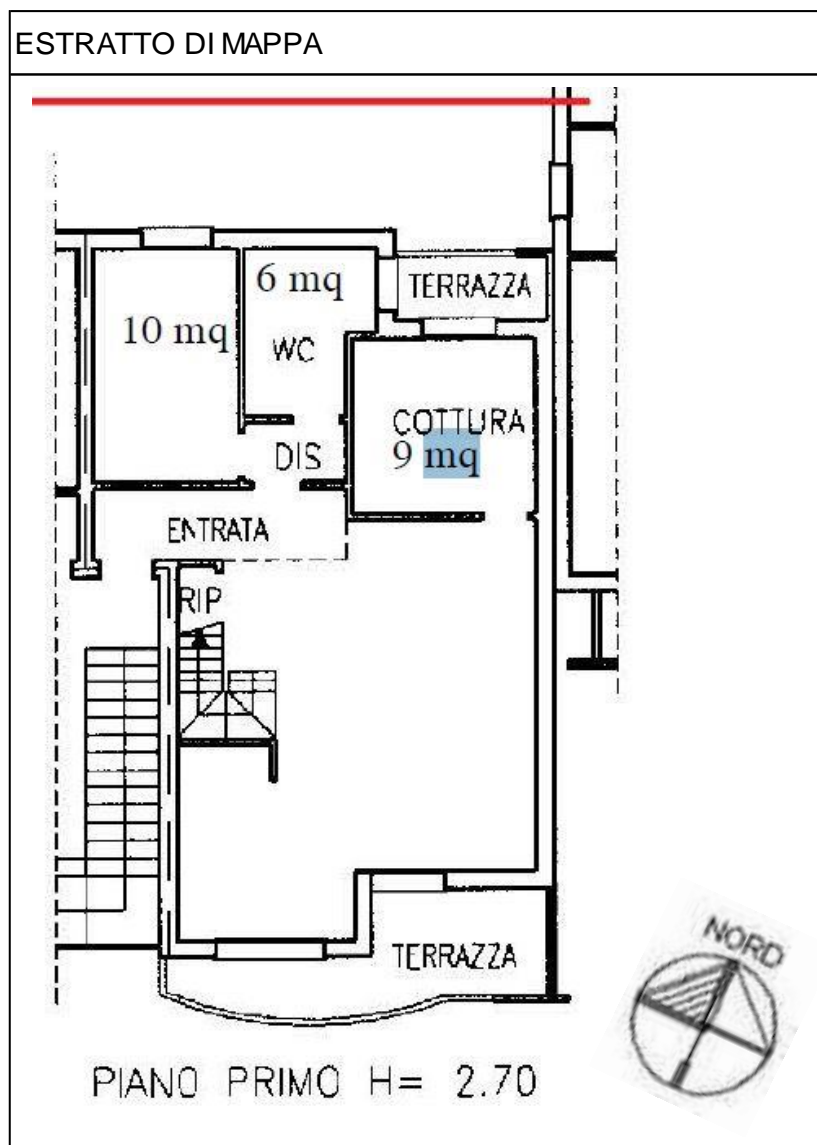 ESTRATTO DI MAPPA
6 mq
TERRAZZA
10 mq
WC
COTTURA
DIS
9 mq
ENTRATA
RIP
TERRAZZA
NORD
PIANO PRIMO H= 2.70